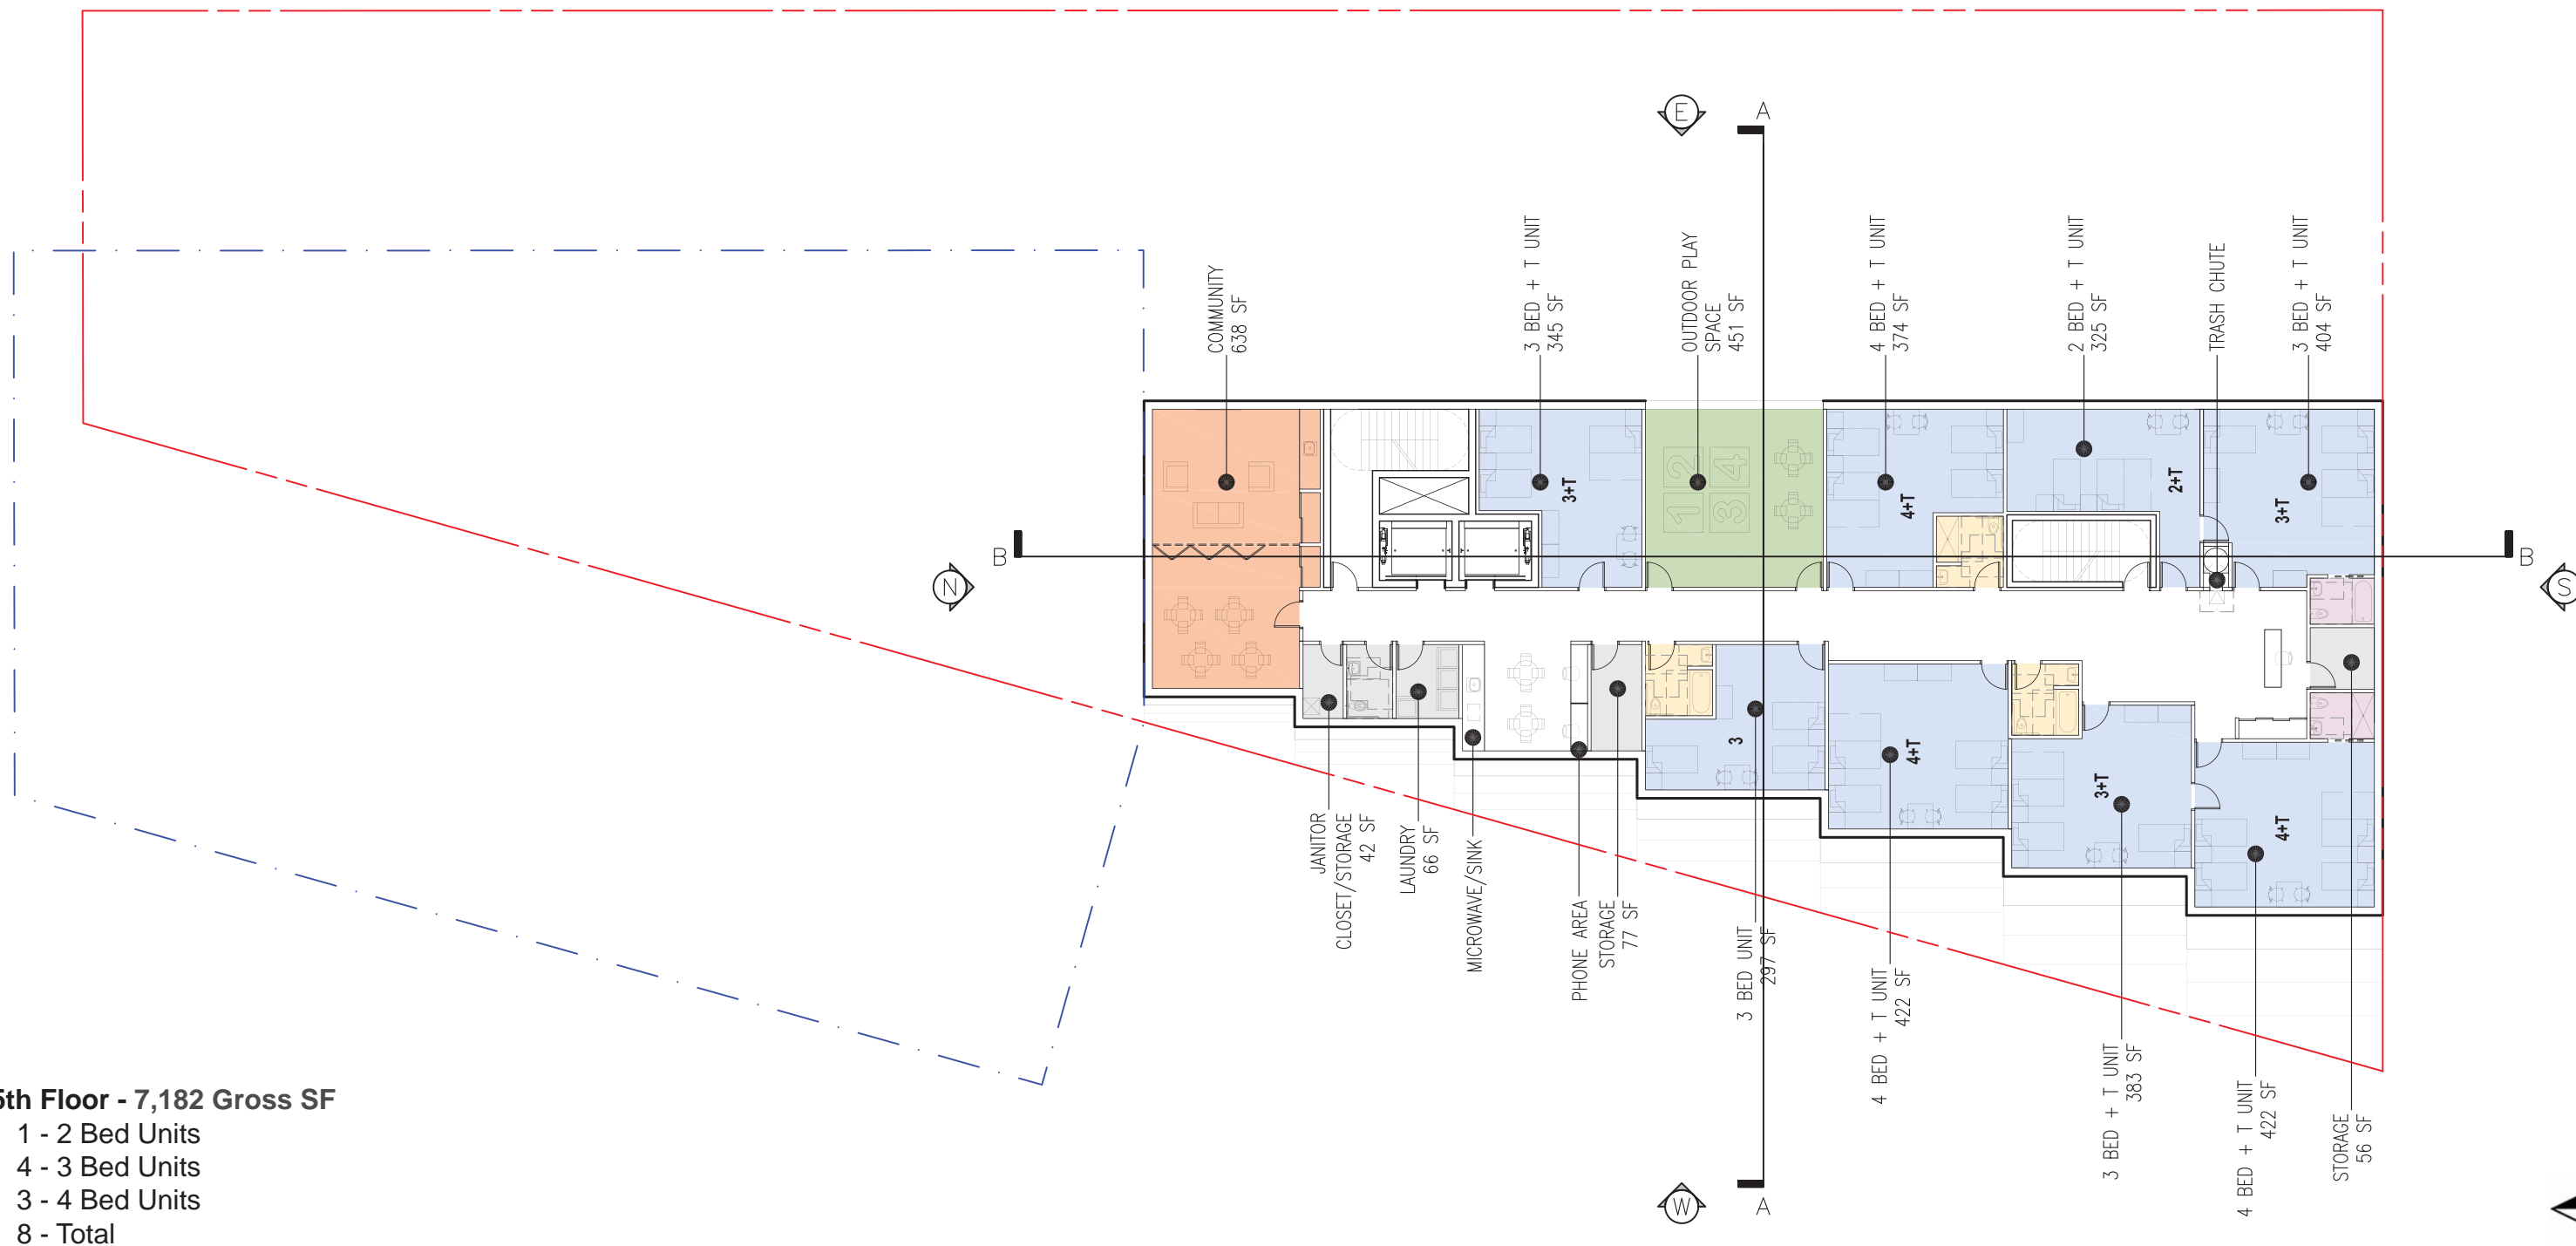 E
A
COMMUNITY
638 SF
3 BED + T UNIT
345 SF
OUTDOOR PLAY
SPACE
451 SF
4 BED + T UNIT
374 SF
2 BED + T UNIT
325 SF
TRASH CHUTE
3 BED + T UNIT
404 SF
1 2
3 4
3+T
4+T
2+T
3+T
B
B
N
S
3
4+T
3+T
4+T
JANITOR
CLOSET/STORAGE
42 SF
LAUNDRY
66 SF
MICROWAVE/SINK
PHONE AREA
STORAGE
77 SF
3 BED UNIT
297 SF
4 BED + T UNIT
422 SF
3 BED + T UNIT
383 SF
4 BED + T UNIT
422 SF
STORAGE
56 SF
W
A
5th Floor - 7,182 Gross SF
1 - 2 Bed Units
4 - 3 Bed Units
3 - 4 Bed Units
8 - Total